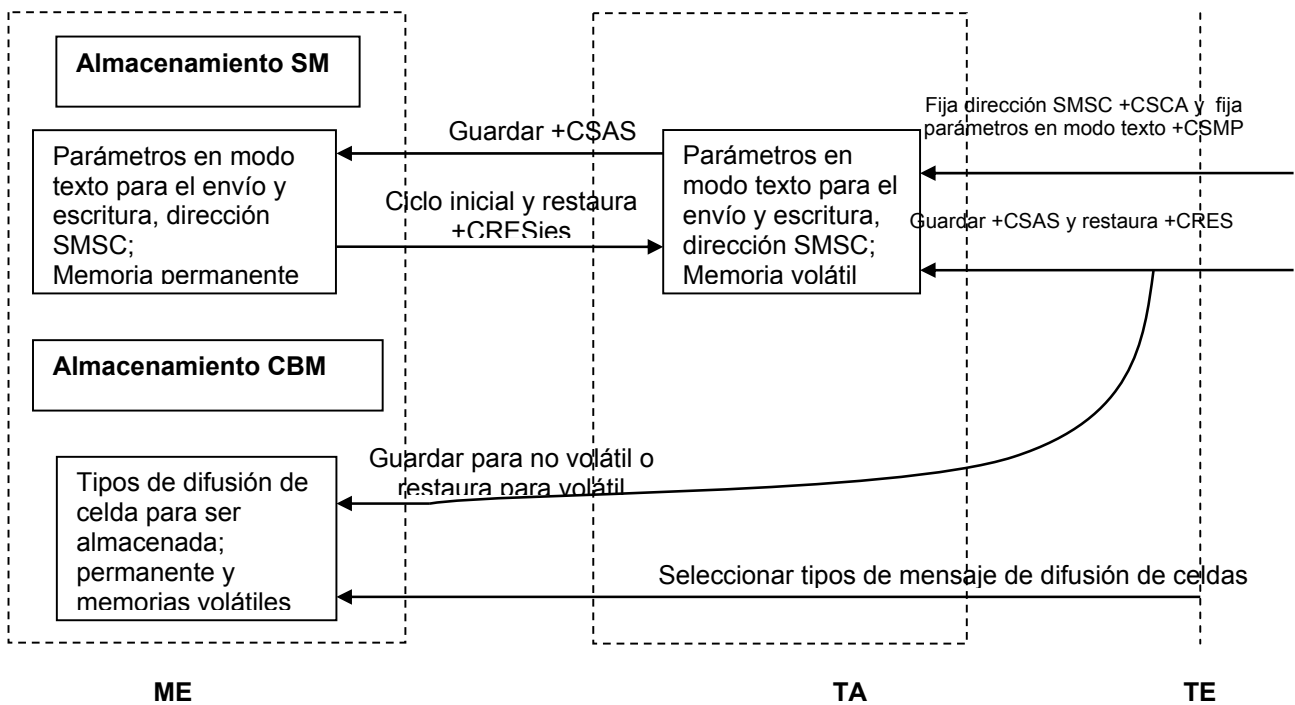 Almacenamiento SM
Fija dirección SMSC +CSCA y fija
parámetros en modo texto +CSMP
Guardar +CSAS
Parámetros en modo
texto para el envío y
escritura, dirección
SMSC;
Memoria permanente
Ciclo inicial y restaura
+CRESies
Parámetros en
modo texto para el
envío y escritura,
dirección SMSC;
Memoria volátil
Guardar +CSAS y restaura +CRES
Almacenamiento CBM
Guardar para no volátil o
restaura para volátil
Tipos de difusión de
celda para ser
almacenada;
permanente y
memorias volátiles
Seleccionar tipos de mensaje de difusión de celdas
ME
TA
TE